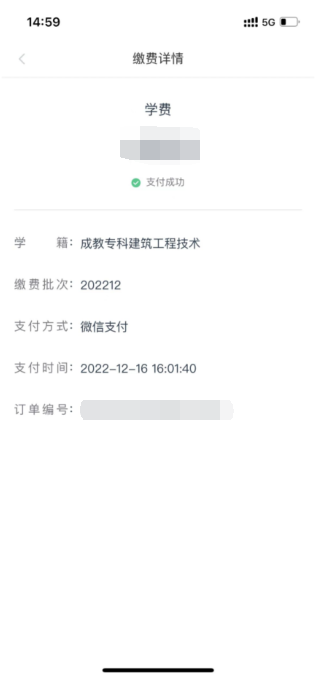 14:59
5G
缴费详情
学费
支付成功
学 籍: 成教专科建筑工程技术
缴费批次: 202212
支付方式: 微信支付
支付时间: 2022-12-16 16:01:40
订单编号: